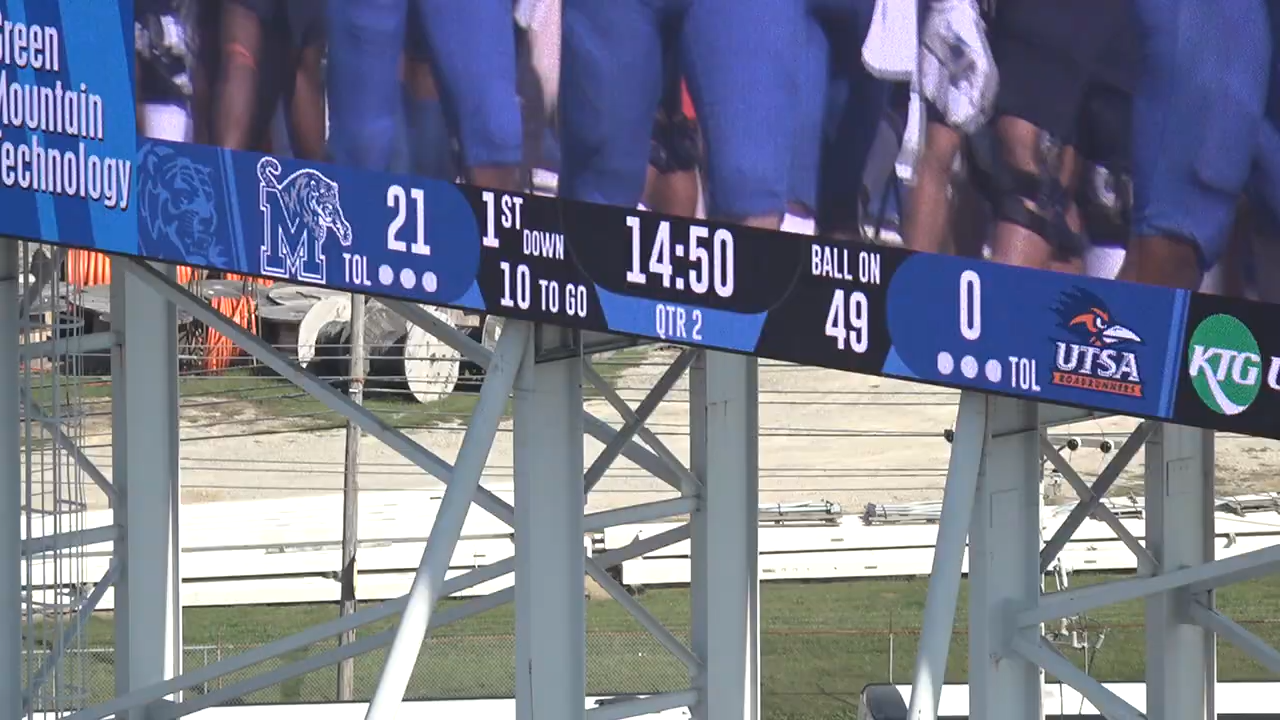 Green
Mountain
Technology
M
21
TOL
1ST
DOWN
10 TO GO
14:50
QTR 2
BALL ON
49
0
TOL
UTSA
ROADRUNNERS
KTG